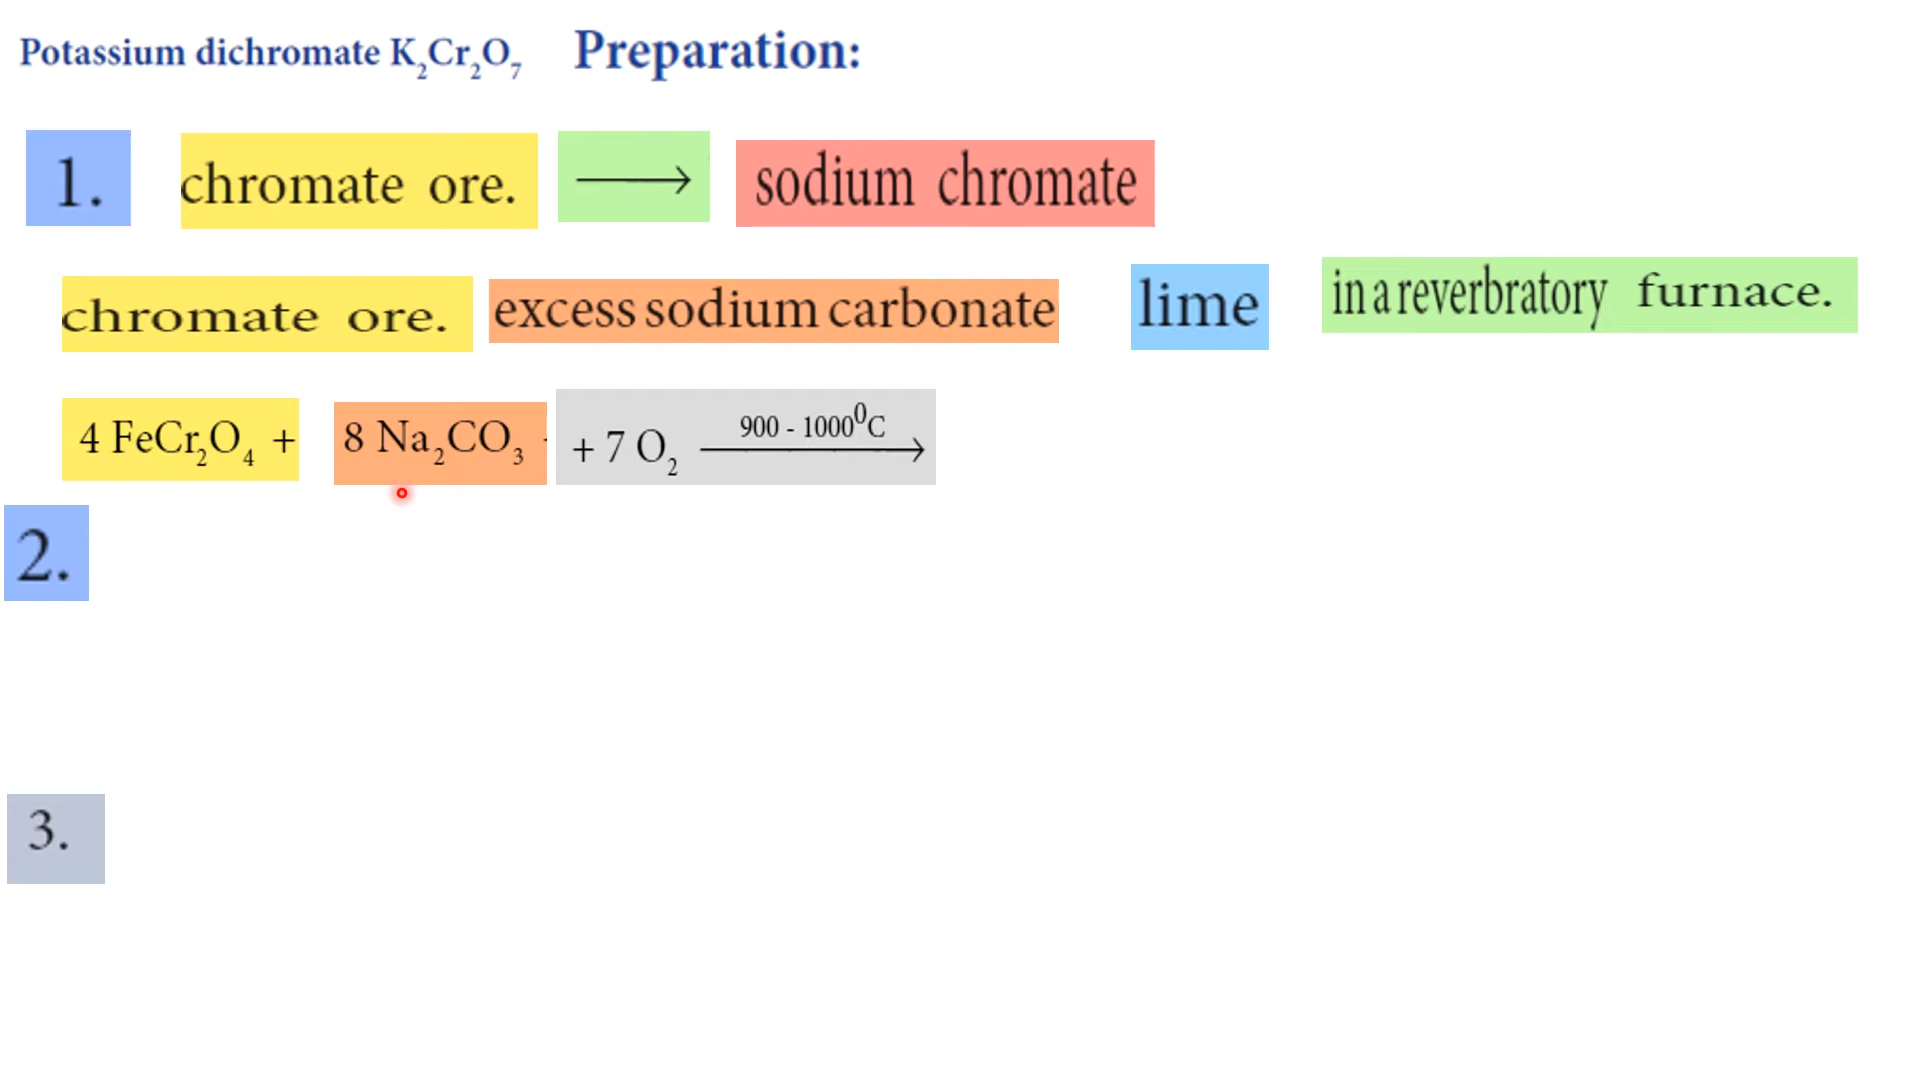 Potassium dichromate K₂Cr₂O₇ Preparation:
1. chromate ore. ⟶ sodium chromate
chromate ore. excess sodium carbonate lime in a reverbratory furnace.
4 FeCr₂O₄ + 8 Na₂CO₃ + 7 O₂ 900 - 1000⁰C ⟶
2.
3.